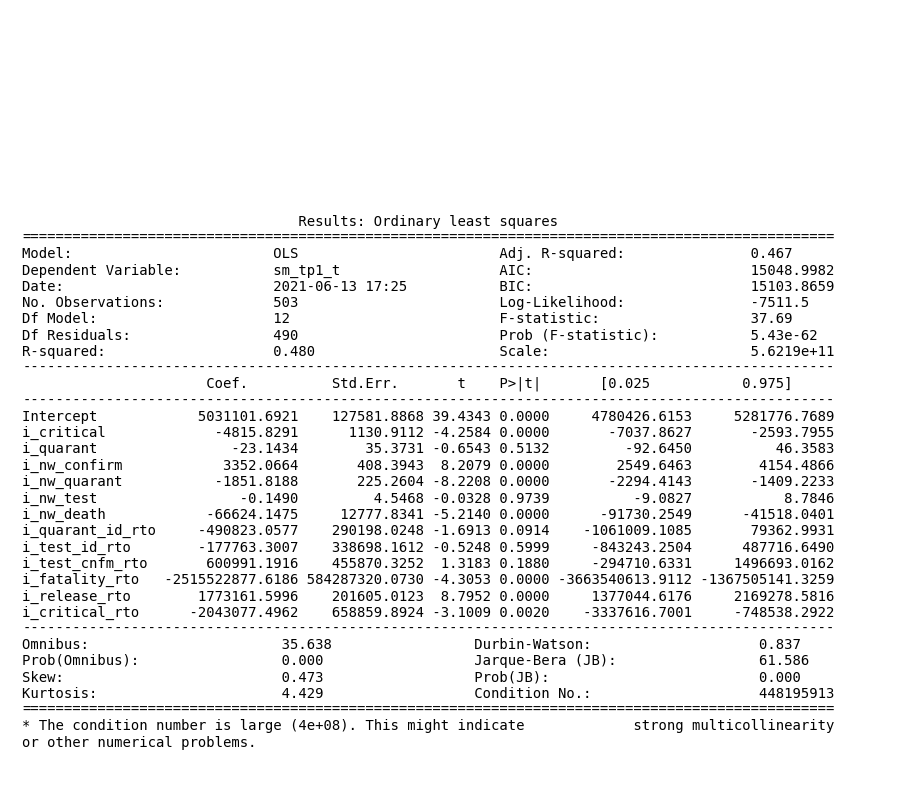 Results: Ordinary least squares
=================================================================================================
Model:                        OLS                        Adj. R-squared:               0.467
Dependent Variable:           sm_tp1_t                   AIC:                          15048.9982
Date:                         2021-06-13 17:25           BIC:                          15103.8659
No. Observations:             503                        Log-Likelihood:               -7511.5
Df Model:                     12                         F-statistic:                  37.69
Df Residuals:                 490                        Prob (F-statistic):           5.43e-62
R-squared:                    0.480                      Scale:                        5.6219e+11
-------------------------------------------------------------------------------------------------
Coef.          Std.Err.       t    P>|t|       [0.025           0.975]
-------------------------------------------------------------------------------------------------
Intercept            5031101.6921    127581.8868 39.4343 0.0000     4780426.6153     5281776.7689
i_critical             -4815.8291      1130.9112 -4.2584 0.0000       -7037.8627       -2593.7955
i_quarant                -23.1434        35.3731 -0.6543 0.5132         -92.6450          46.3583
i_nw_confirm            3352.0664       408.3943  8.2079 0.0000        2549.6463        4154.4866
i_nw_quarant           -1851.8188       225.2604 -8.2208 0.0000       -2294.4143       -1409.2233
i_nw_test                 -0.1490         4.5468 -0.0328 0.9739          -9.0827           8.7846
i_nw_death            -66624.1475     12777.8341 -5.2140 0.0000      -91730.2549      -41518.0401
i_quarant_id_rto     -490823.0577    290198.0248 -1.6913 0.0914    -1061009.1085       79362.9931
i_test_id_rto        -177763.3007    338698.1612 -0.5248 0.5999     -843243.2504      487716.6490
i_test_cnfm_rto       600991.1916    455870.3252  1.3183 0.1880     -294710.6331     1496693.0162
i_fatality_rto   -2515522877.6186 584287320.0730 -4.3053 0.0000 -3663540613.9112 -1367505141.3259
i_release_rto        1773161.5996    201605.0123  8.7952 0.0000     1377044.6176     2169278.5816
i_critical_rto      -2043077.4962    658859.8924 -3.1009 0.0020    -3337616.7001     -748538.2922
-------------------------------------------------------------------------------------------------
Omnibus:                       35.638                 Durbin-Watson:                    0.837
Prob(Omnibus):                 0.000                  Jarque-Bera (JB):                 61.586
Skew:                          0.473                  Prob(JB):                         0.000
Kurtosis:                      4.429                  Condition No.:                    448195913
=================================================================================================
* The condition number is large (4e+08). This might indicate             strong multicollinearity
or other numerical problems.